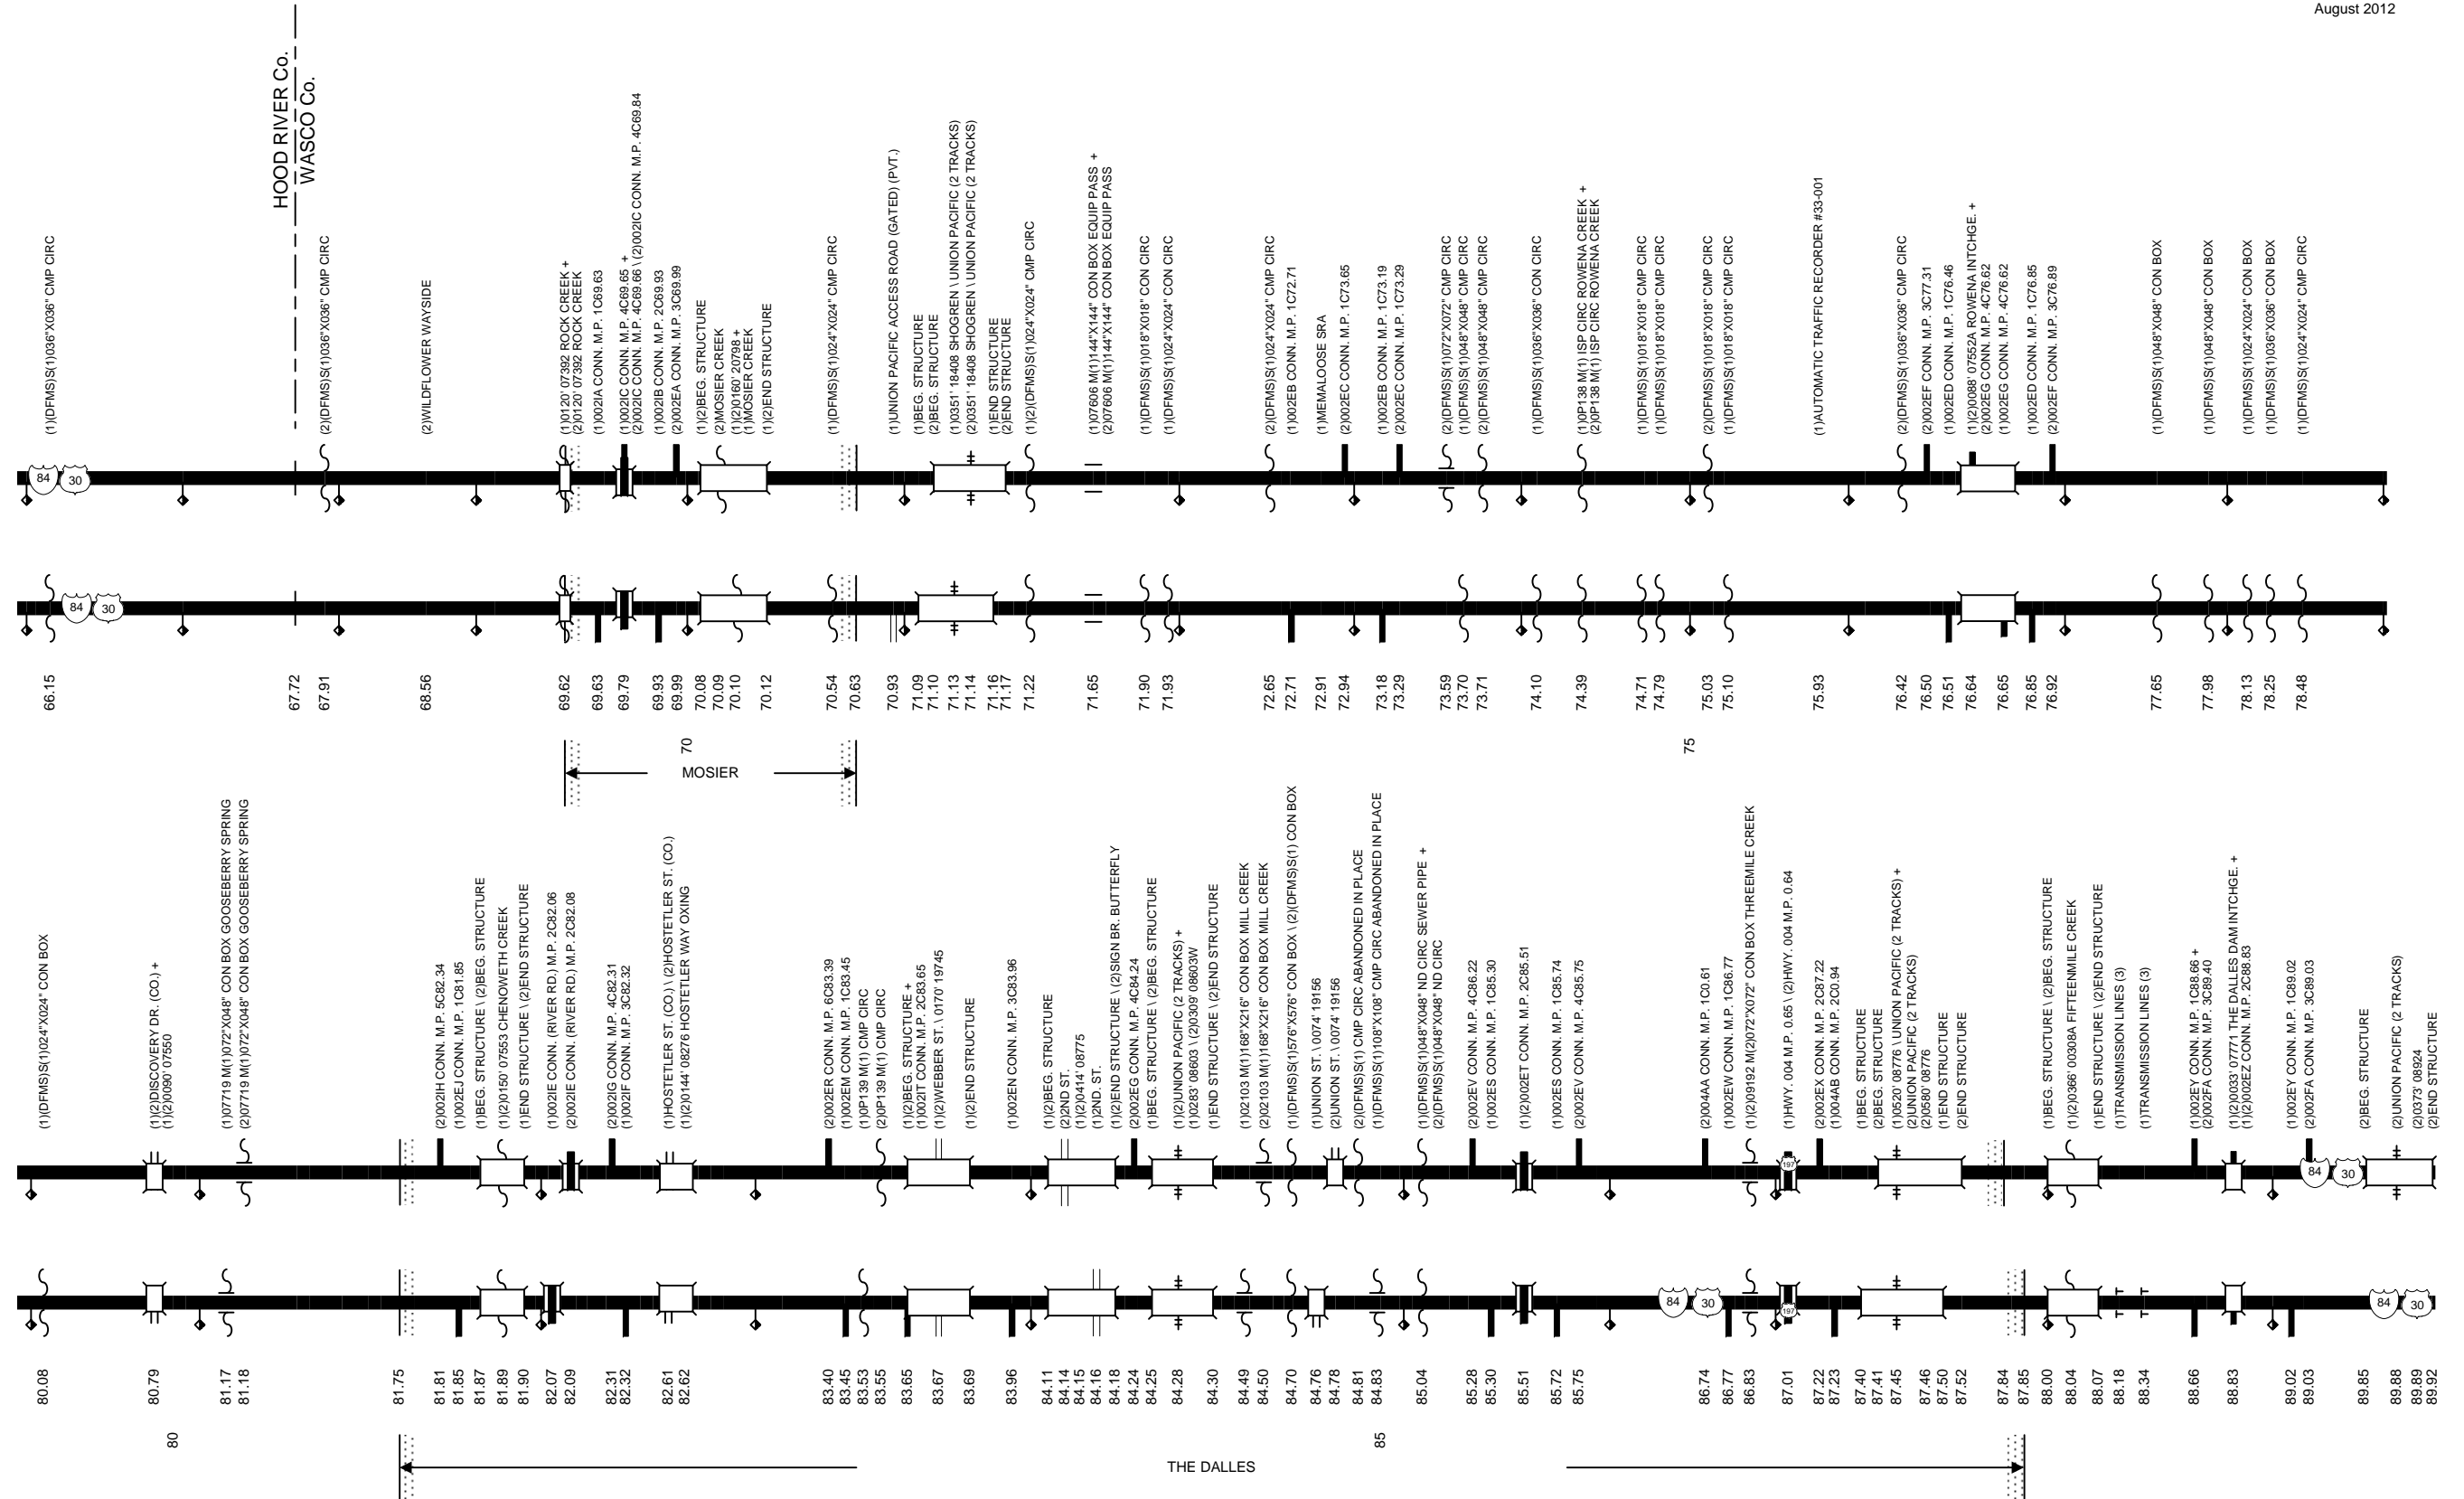 August 2012
HOOD RIVER Co.
WASCO Co.
(1)(DFMS)S(1)036"X036" CMP CIRC
(2)(DFMS)S(1)036"X036" CMP CIRC
(2)WILDFLOWER WAYSIDE
(1)0120' 07392 ROCK CREEK +
(2)0120' 07392 ROCK CREEK
(1)002IA CONN. M.P. 1C69.63
(1)002IC CONN. M.P. 4C69.65 +
(2)002IC CONN. M.P. 4C69.66 \ (2)002IC CONN. M.P. 4C69.84
(1)002IB CONN. M.P. 2C69.93
(2)002EA CONN. M.P. 3C69.99
(1)(2)BEG. STRUCTURE
(2)MOSIER CREEK
(1)(2)0160' 20798 +
(1)MOSIER CREEK
(1)(2)END STRUCTURE
(1)(DFMS)S(1)024"X024" CMP CIRC
(1)UNION PACIFIC ACCESS ROAD (GATED) (PVT.)
(1)BEG. STRUCTURE
(2)BEG. STRUCTURE
(1)0351' 18408 SHOGREN \ UNION PACIFIC (2 TRACKS)
(2)0351' 18408 SHOGREN \ UNION PACIFIC (2 TRACKS)
(1)END STRUCTURE
(2)END STRUCTURE
(1)(2)(DFMS)S(1)024"X024" CMP CIRC
(1)07606 M(1)144"X144" CON BOX EQUIP PASS +
(2)07606 M(1)144"X144" CON BOX EQUIP PASS
(1)(DFMS)S(1)018"X018" CON CIRC
(1)(DFMS)S(1)024"X024" CON CIRC
(2)(DFMS)S(1)024"X024" CMP CIRC
(1)002EB CONN. M.P. 1C72.71
(1)MEMALOOSE SRA
(2)002EC CONN. M.P. 1C73.65
(1)002EB CONN. M.P. 1C73.19
(2)002EC CONN. M.P. 1C73.29
(2)(DFMS)S(1)072"X072" CMP CIRC
(1)(DFMS)S(1)048"X048" CMP CIRC
(2)(DFMS)S(1)048"X048" CMP CIRC
(1)(DFMS)S(1)036"X036" CON CIRC
(1)0P138 M(1) ISP CIRC ROWENA CREEK +
(2)0P138 M(1) ISP CIRC ROWENA CREEK
(1)(DFMS)S(1)018"X018" CMP CIRC
(1)(DFMS)S(1)018"X018" CMP CIRC
(2)(DFMS)S(1)018"X018" CMP CIRC
(1)(DFMS)S(1)018"X018" CMP CIRC
(1)AUTOMATIC TRAFFIC RECORDER #33-001
(2)(DFMS)S(1)036"X036" CMP CIRC
(2)002EF CONN. M.P. 3C77.31
(1)002ED CONN. M.P. 1C76.46
(1)(2)0088' 07552A ROWENA INTCHGE. +
(2)002EG CONN. M.P. 4C76.62
(1)002EG CONN. M.P. 4C76.62
(1)002ED CONN. M.P. 1C76.85
(2)002EF CONN. M.P. 3C76.89
(1)(DFMS)S(1)048"X048" CON BOX
(1)(DFMS)S(1)048"X048" CON BOX
(1)(DFMS)S(1)024"X024" CON BOX
(1)(DFMS)S(1)036"X036" CON BOX
(1)(DFMS)S(1)024"X024" CMP CIRC
84 30
84 30
66.15 67.72 67.91 68.56 69.62 69.63 69.79 69.93 69.99 70.08 70.09 70.10 70.12 70.54 70.63 70.93 71.09 71.10 71.13 71.14 71.16 71.17 71.22 71.65 71.90 71.93 72.65 72.71 72.91 72.94 73.18 73.29 73.59 73.70 73.71 74.10 74.39 74.71 74.79 75.03 75.10 75.93 76.42 76.50 76.51 76.64 76.65 76.85 76.92 77.65 77.98 78.13 78.25 78.48
70 75
MOSIER
(1)(DFMS)S(1)024"X024" CON BOX
(1)(2)DISCOVERY DR. (CO.) +
(1)(2)0090' 07550
(1)07719 M(1)072"X048" CON BOX GOOSEBERRY SPRING
(2)07719 M(1)072"X048" CON BOX GOOSEBERRY SPRING
(2)002IH CONN. M.P. 5C82.34
(1)002EJ CONN. M.P. 1C81.85
(1)BEG. STRUCTURE \ (2)BEG. STRUCTURE
(1)(2)0150' 07553 CHENOWETH CREEK
(1)END STRUCTURE \ (2)END STRUCTURE
(1)002IE CONN. (RIVER RD.) M.P. 2C82.06
(2)002IE CONN. (RIVER RD.) M.P. 2C82.08
(2)002IG CONN. M.P. 4C82.31
(1)002IF CONN. M.P. 3C82.32
(1)HOSTETLER ST. (CO.) \ (2)HOSTETLER ST. (CO.)
(1)(2)0144' 08276 HOSTETLER WAY OXING
(2)002ER CONN. M.P. 6C83.39
(1)002EM CONN. M.P. 1C83.45
(1)0P139 M(1) CMP CIRC
(2)0P139 M(1) CMP CIRC
(1)(2)BEG. STRUCTURE +
(1)002IT CONN. M.P. 2C83.65
(1)(2)WEBBER ST. \ 0170' 19745
(1)(2)END STRUCTURE
(1)002EN CONN. M.P. 3C83.96
(1)(2)BEG. STRUCTURE
(2)2ND ST.
(1)(2)0414' 08775
(1)2ND. ST.
(1)(2)END STRUCTURE \ (2)SIGN BR. BUTTERFLY
(2)002EG CONN. M.P. 4C84.24
(1)BEG. STRUCTURE \ (2)BEG. STRUCTURE
(1)(2)UNION PACIFIC (2 TRACKS) +
(1)0283' 08603 \ (2)0309' 08603W
(1)END STRUCTURE \ (2)END STRUCTURE
(1)02103 M(1)168"X216" CON BOX MILL CREEK
(2)02103 M(1)168"X216" CON BOX MILL CREEK
(1)(DFMS)S(1)576"X576" CON BOX \ (2)(DFMS)S(1) CON BOX
(1)UNION ST. \ 0074' 19156
(2)UNION ST. \ 0074' 19156
(2)(DFMS)S(1) CMP CIRC ABANDONED IN PLACE
(1)(DFMS)S(1)108"X108" CMP CIRC ABANDONED IN PLACE
(1)(DFMS)S(1)048"X048" ND CIRC SEWER PIPE +
(2)(DFMS)S(1)048"X048" ND CIRC
(2)002EV CONN. M.P. 4C86.22
(1)002ES CONN. M.P. 1C85.30
(1)(2)002ET CONN. M.P. 2C85.51
(1)002ES CONN. M.P. 1C85.74
(2)002EV CONN. M.P. 4C85.75
(2)004AA CONN. M.P. 1C0.61
(1)002EW CONN. M.P. 1C86.77
(1)(2)09192 M(2)072"X072" CON BOX THREEMILE CREEK
(1)HWY. 004 M.P. 0.65 \ (2)HWY. 004 M.P. 0.64
(2)002EX CONN. M.P. 2C87.22
(1)004AB CONN. M.P. 2C0.94
(1)BEG. STRUCTURE
(2)BEG. STRUCTURE
(1)0520' 08776 \ UNION PACIFIC (2 TRACKS) +
(2)UNION PACIFIC (2 TRACKS)
(2)0580' 08776
(1)END STRUCTURE
(2)END STRUCTURE
(1)BEG. STRUCTURE \ (2)BEG. STRUCTURE
(1)(2)0366' 00308A FIFTEENMILE CREEK
(1)END STRUCTURE \ (2)END STRUCTURE
(1)TRANSMISSION LINES (3)
(1)TRANSMISSION LINES (3)
(1)002EY CONN. M.P. 1C88.66 +
(2)002FA CONN. M.P. 3C89.40
(1)(2)0033' 07771 THE DALLES DAM INTCHGE. +
(1)(2)002EZ CONN. M.P. 2C88.83
(1)002EY CONN. M.P. 1C89.02
(2)002FA CONN. M.P. 3C89.03
(2)BEG. STRUCTURE
(2)UNION PACIFIC (2 TRACKS)
(2)0373' 08924
(2)END STRUCTURE
197 84 30
84 30 197 84 30
80.08 80.79 81.17 81.18 81.75 81.81 81.85 81.87 81.89 81.90 82.07 82.09 82.31 82.32 82.61 82.62 83.40 83.45 83.53 83.55 83.65 83.67 83.69 83.96 84.11 84.14 84.15 84.16 84.18 84.24 84.25 84.28 84.30 84.49 84.50 84.70 84.76 84.78 84.81 84.83 85.04 85.28 85.30 85.51 85.72 85.75 86.74 86.77 86.83 87.01 87.22 87.23 87.40 87.41 87.45 87.46 87.50 87.52 87.84 87.85 88.00 88.04 88.07 88.18 88.34 88.66 88.83 89.02 89.03 89.85 89.88 89.89 89.92
80 85
THE DALLES